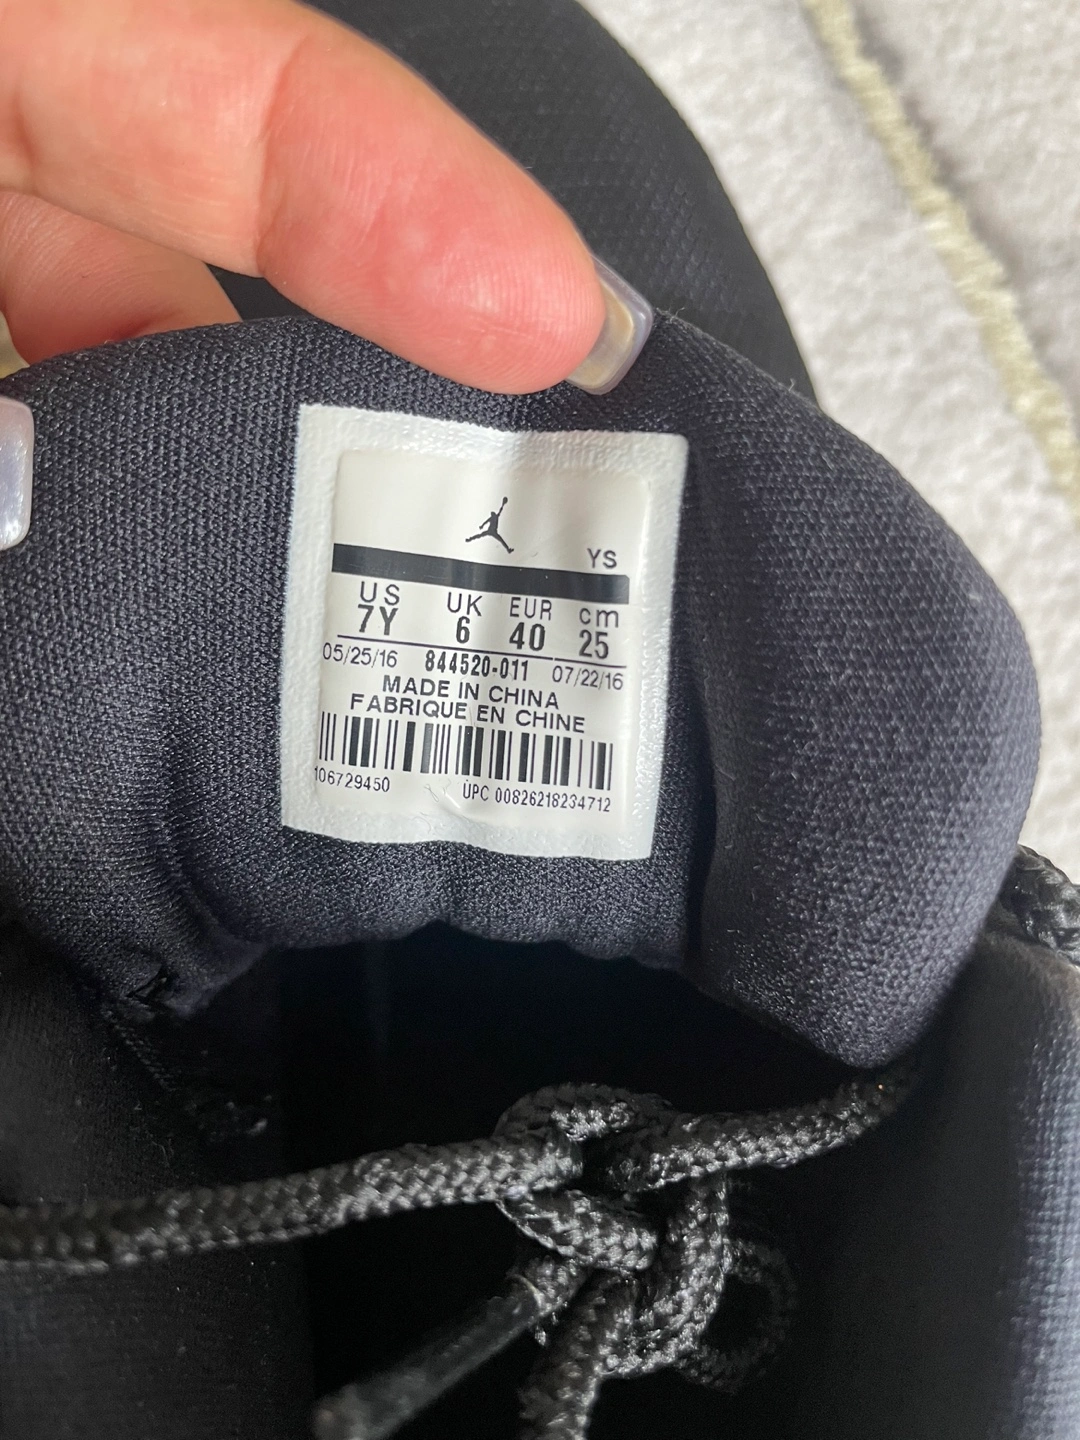 YS
US UK EUR cm
7Y 6 40 25
05/25/16 844520-011 07/22/16
MADE IN CHINA
FABRIQUE EN CHINE
106729450 UPC 00826218234712